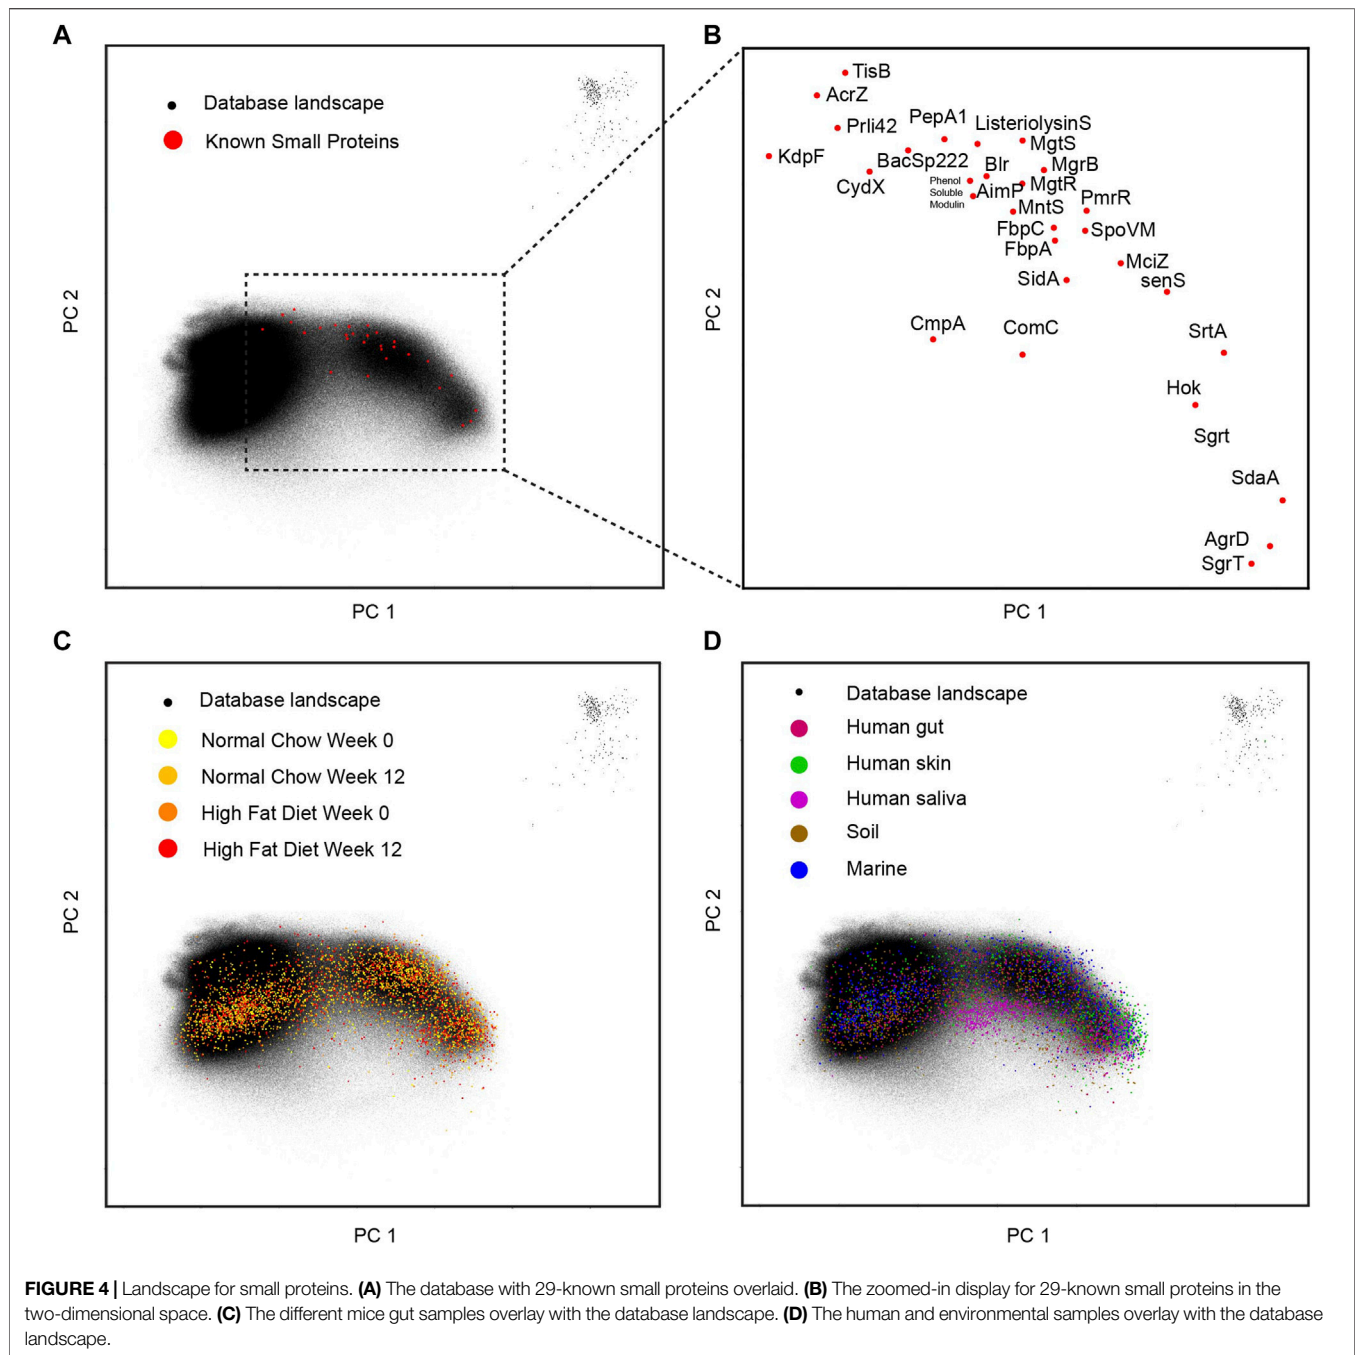 A
Database landscape
Known Small Proteins
PC 2
PC 1
B
TisB
AcrZ
Prli42
PepA1
ListeriolysinS
MgtS
KdpF
BacSp222
Blr
MgrB
CydX
Phenol
Soluble
Modulin
AimP
MgtR
MntS
PmrR
FbpC
SpoVM
FbpA
MciZ
SidA
senS
CmpA
ComC
SrtA
Hok
Sgrt
SdaA
AgrD
SgrT
PC 2
PC 1
C
Database landscape
Normal Chow Week 0
Normal Chow Week 12
High Fat Diet Week 0
High Fat Diet Week 12
PC 2
PC 1
D
Database landscape
Human gut
Human skin
Human saliva
Soil
Marine
PC 2
PC 1
FIGURE 4 | Landscape for small proteins. (A) The database with 29-known small proteins overlaid. (B) The zoomed-in display for 29-known small proteins in the
two-dimensional space. (C) The different mice gut samples overlay with the database landscape. (D) The human and environmental samples overlay with the database
landscape.